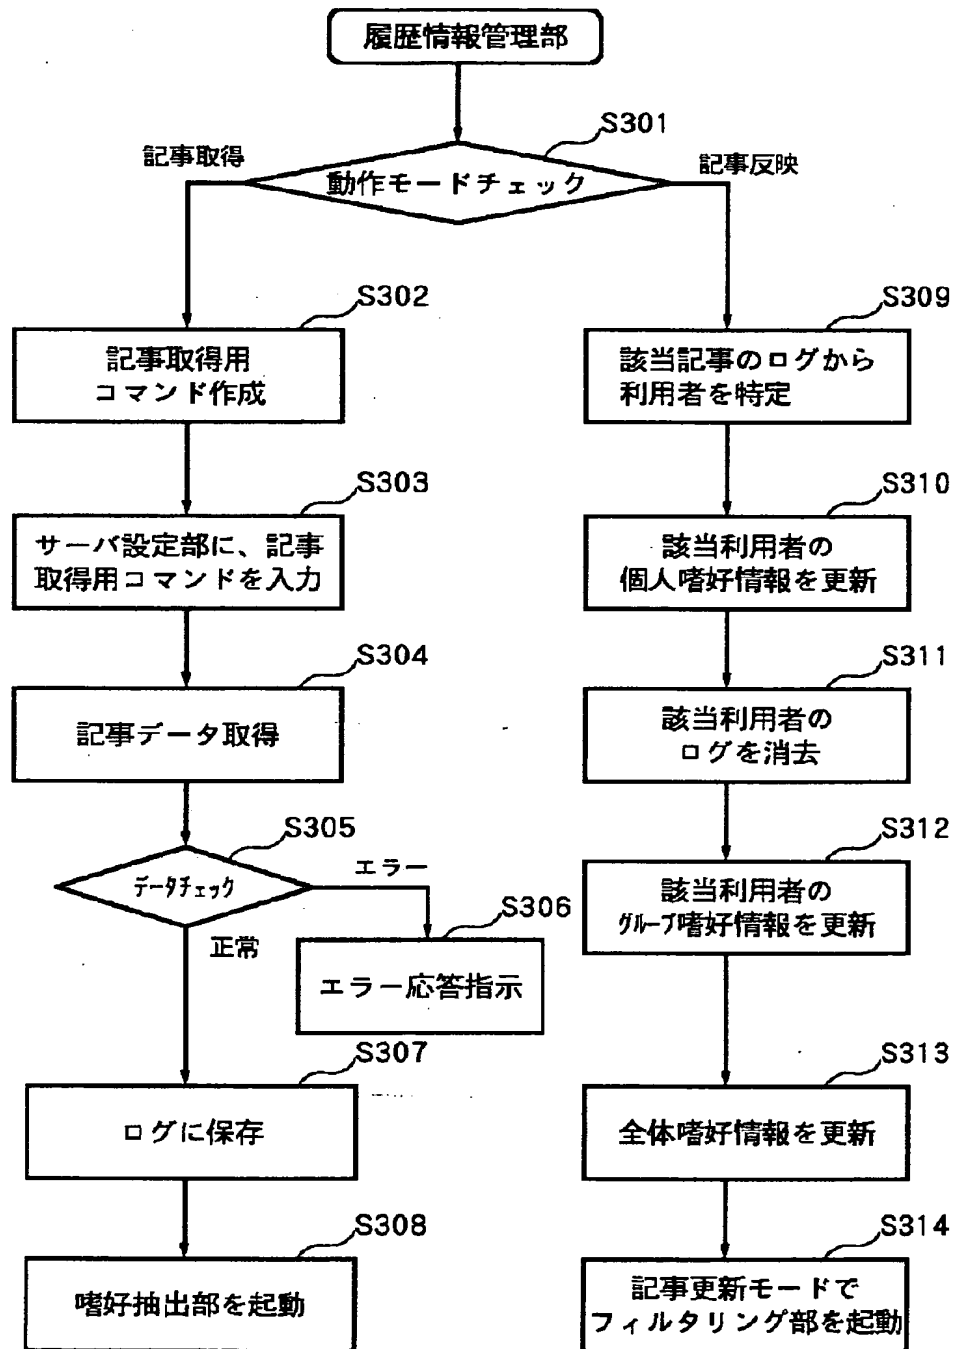 履歴情報管理部
S301
記事取得
動作モードチェック
記事反映
S302
記事取得用
コマンド作成
S303
サーバ設定部に、記事
取得用コマンドを入力
S304
記事データ取得
S305
データチェック
エラー
正常
S306
エラー応答指示
S307
ログに保存
S308
嗜好抽出部を起動
S309
該当記事のログから
利用者を特定
S310
該当利用者の
個人嗜好情報を更新
S311
該当利用者の
ログを消去
S312
該当利用者の
グループ嗜好情報を更新
S313
全体嗜好情報を更新
S314
記事更新モードで
フィルタリング部を起動